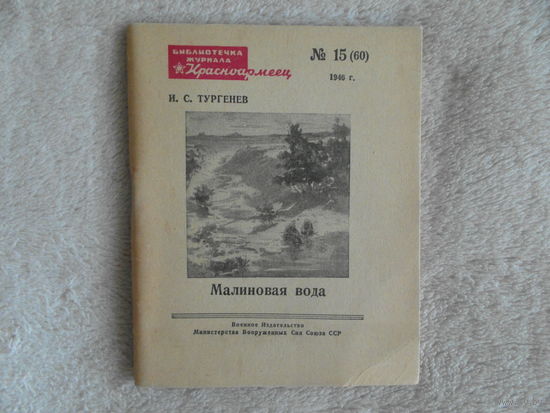 БИБЛИОТЕЧКА
ЖУРНАЛА
Красноармеец
№ 15 (60)
1946 г.
И. С. ТУРГЕНЕВ
Малиновая вода
Военное Издательство
Министерства Вооруженных Сил Союза ССР